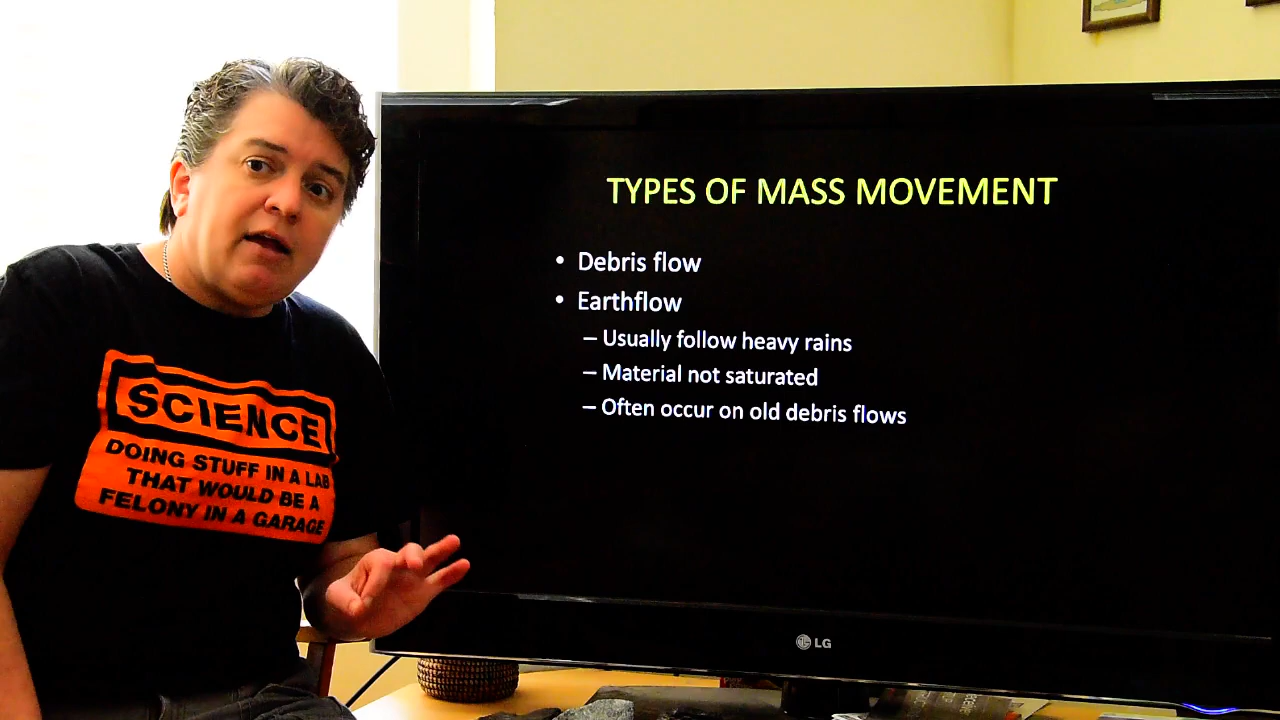 TYPES OF MASS MOVEMENT
• Debris flow
• Earthflow
– Usually follow heavy rains
– Material not saturated
– Often occur on old debris flows
SCIENCE
DOING STUFF IN A LAB
THAT WOULD BE A
FELONY IN A GARAGE
LG